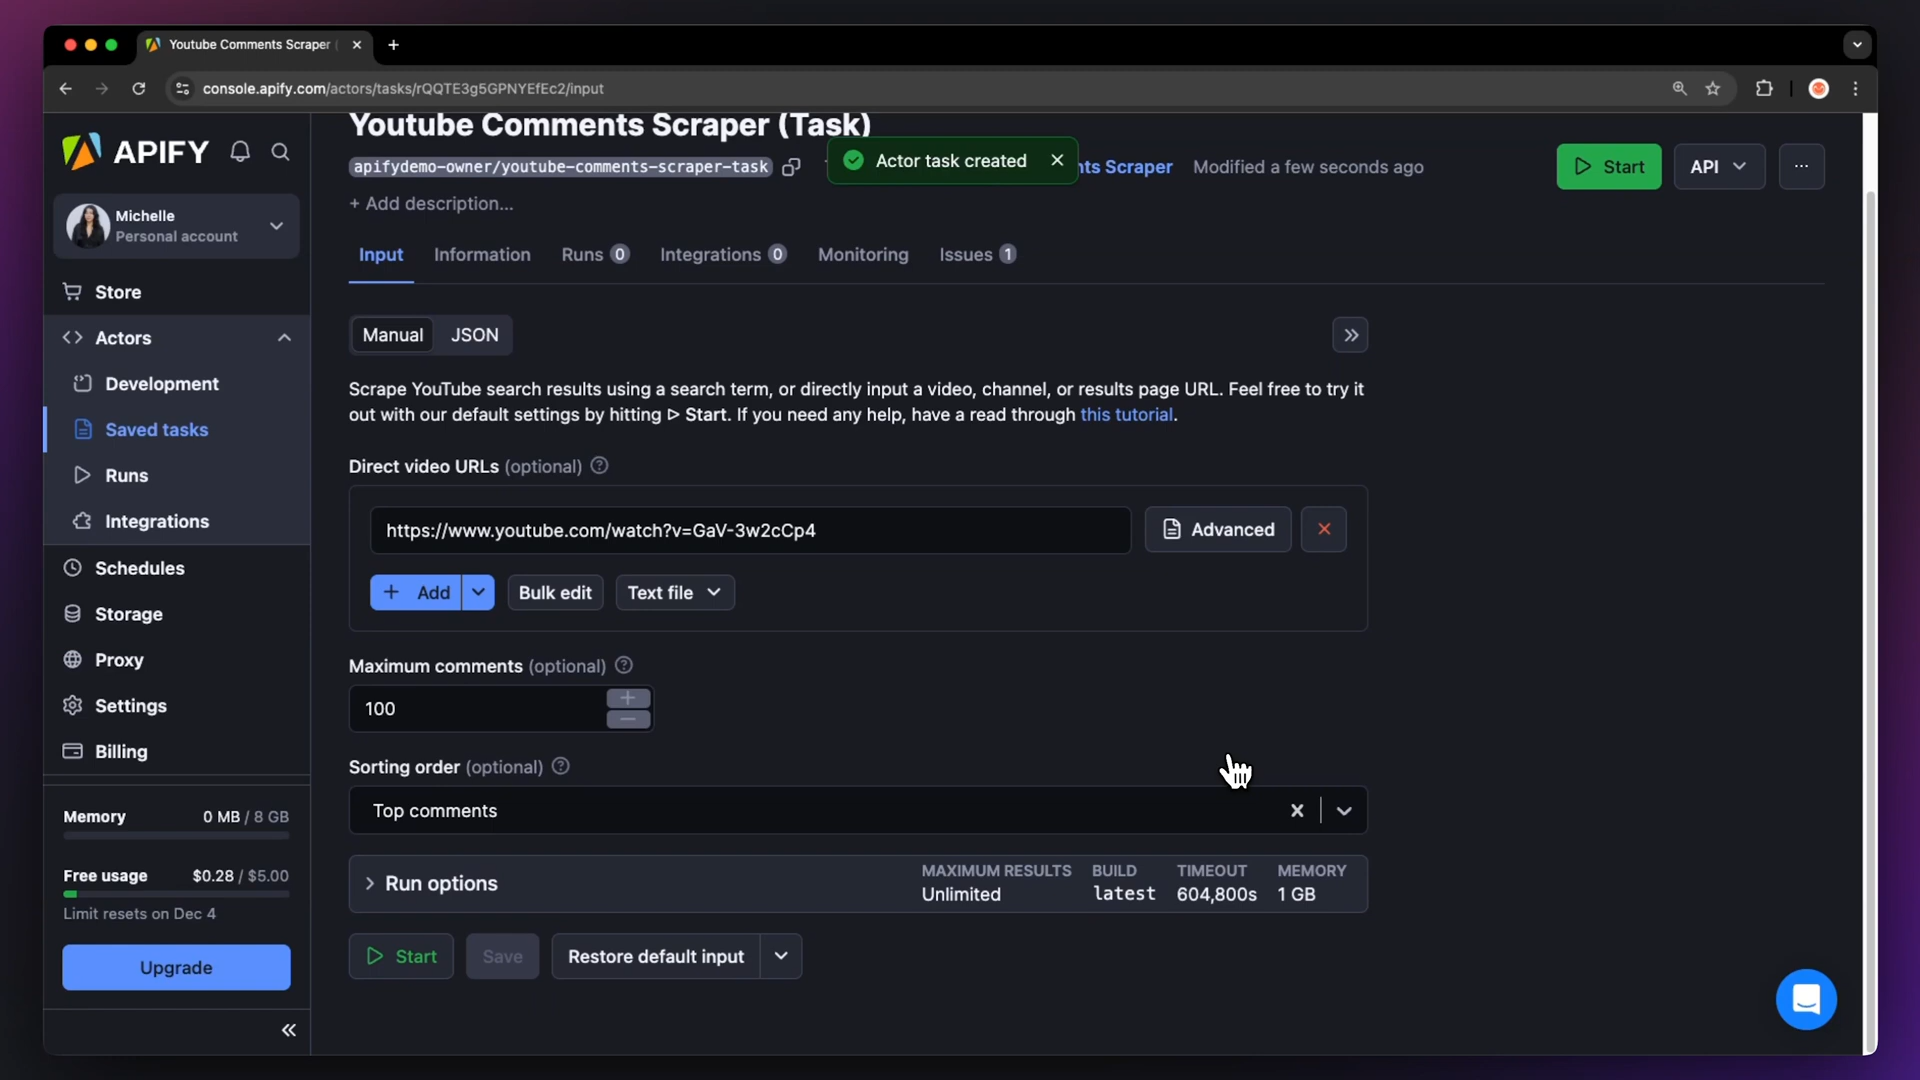 Youtube Comments Scraper
console.apify.com/actors/tasks/rQQTE3g5GPNYEfEc2/input
APIFY
Michelle
Personal account
Store
Actors
Development
Saved tasks
Runs
Integrations
Schedules
Storage
Proxy
Settings
Billing
Memory 0 MB / 8 GB
Free usage $0.28 / $5.00
Limit resets on Dec 4
Upgrade
Youtube Comments Scraper (Task)
apifydemo-owner/youtube-comments-scraper-task
Actor task created
nts Scraper Modified a few seconds ago
Start
API
+ Add description...
Input Information Runs 0 Integrations 0 Monitoring Issues 1
Manual JSON
Scrape YouTube search results using a search term, or directly input a video, channel, or results page URL. Feel free to try it
out with our default settings by hitting ▷ Start. If you need any help, have a read through this tutorial.
Direct video URLs (optional)
https://www.youtube.com/watch?v=GaV-3w2cCp4
Advanced
+ Add Bulk edit Text file
Maximum comments (optional)
100
Sorting order (optional)
Top comments
Run options
MAXIMUM RESULTS BUILD TIMEOUT MEMORY
Unlimited latest 604,800s 1 GB
Start Save Restore default input